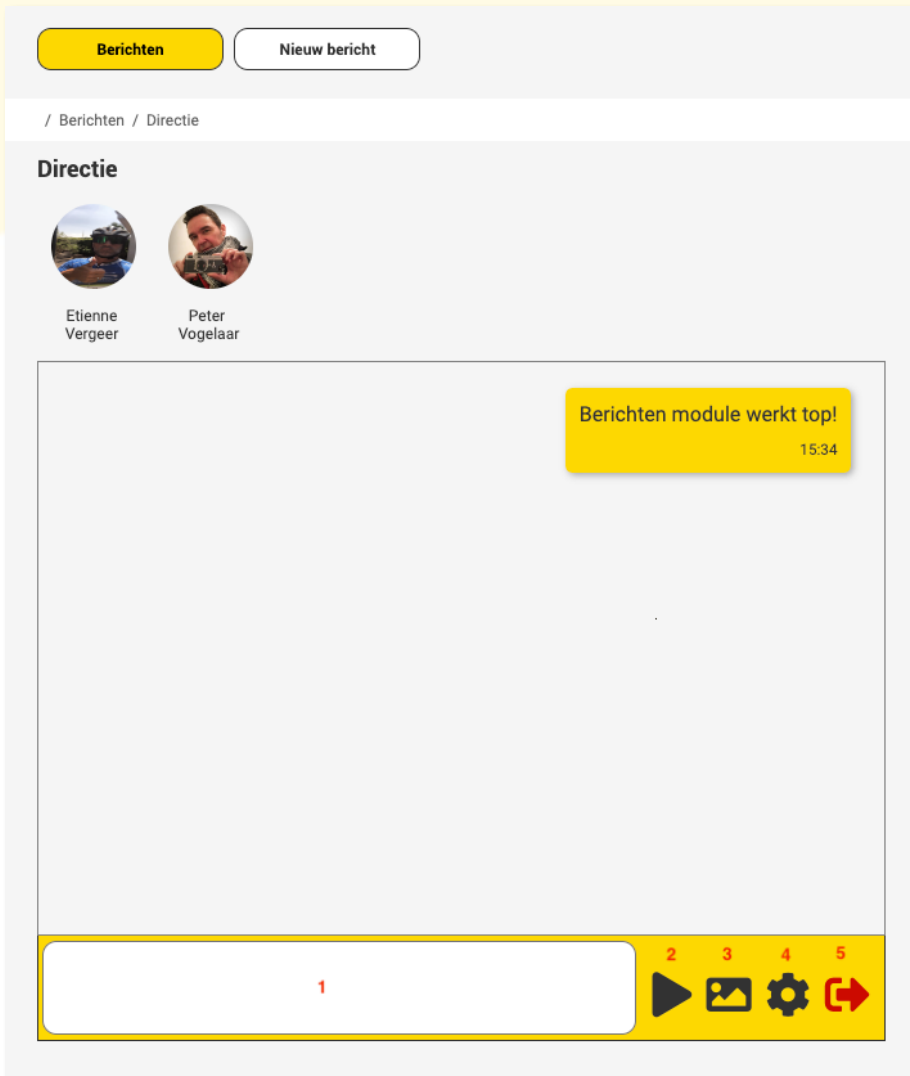 Berichten
Nieuw bericht
/ Berichten / Directie
Directie
Etienne
Vergeer
Peter
Vogelaar
Berichten module werkt top!
15:34
1
2
3
4
5